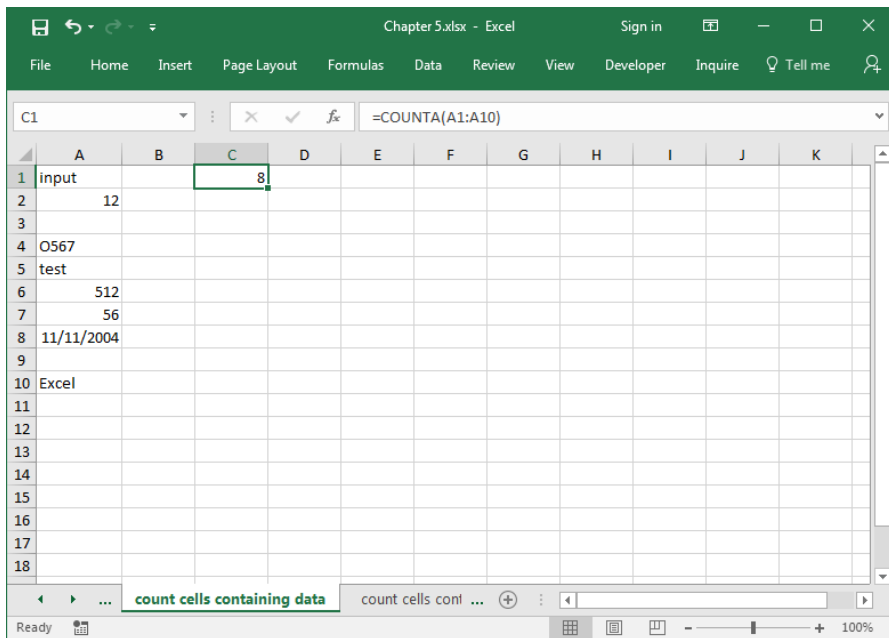 Chapter 5.xlsx - Excel Sign in
File Home Insert Page Layout Formulas Data Review View Developer Inquire Tell me
C1 fx =COUNTA(A1:A10)
A B C D E F G H I J K
1 input 8
2 12
3
4 O567
5 test
6 512
7 56
8 11/11/2004
9
10 Excel
11
12
13
14
15
16
17
18
... count cells containing data count cells cont ...
Ready 100%